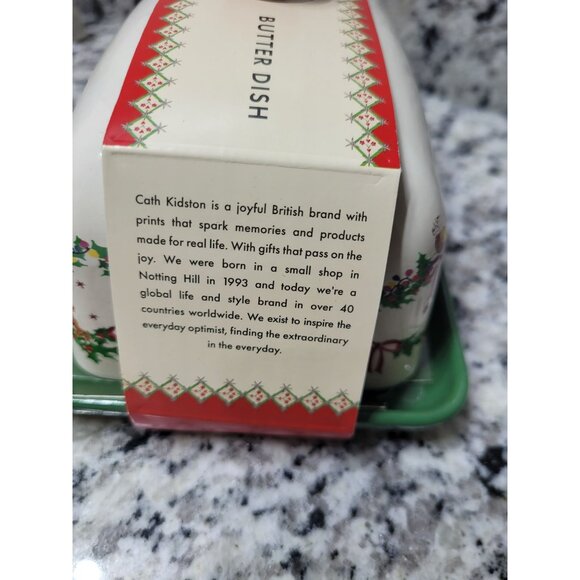 BUTTER DISH
Cath Kidston is a joyful British brand with
prints that spark memories and products
made for real life. With gifts that pass on the
joy. We were born in a small shop in
Notting Hill in 1993 and today we're a
global life and style brand in over 40
countries worldwide. We exist to inspire the
everyday optimist, finding the extraordinary
in the everyday.